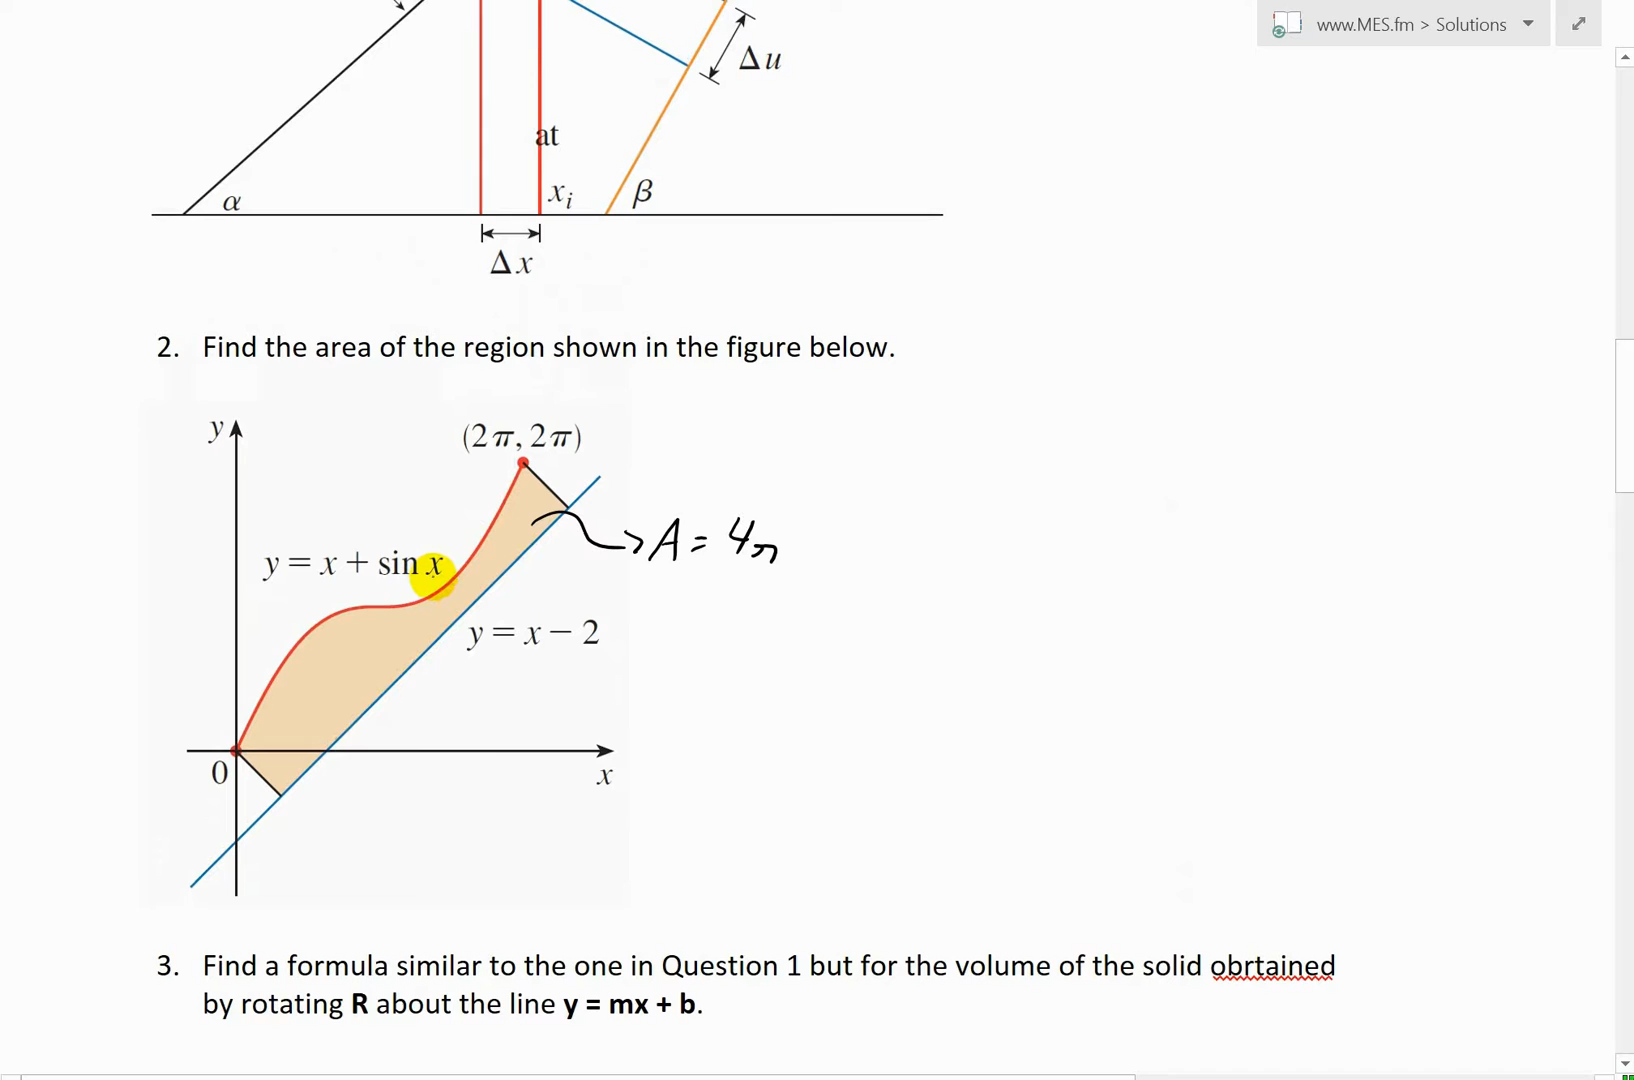 www.MES.fm > Solutions
Δu
at
α
xᵢ
β
Δx
2. Find the area of the region shown in the figure below.
y
(2π, 2π)
A = 4π
y = x + sin x
y = x − 2
0
x
3. Find a formula similar to the one in Question 1 but for the volume of the solid obrtained
by rotating R about the line y = mx + b.